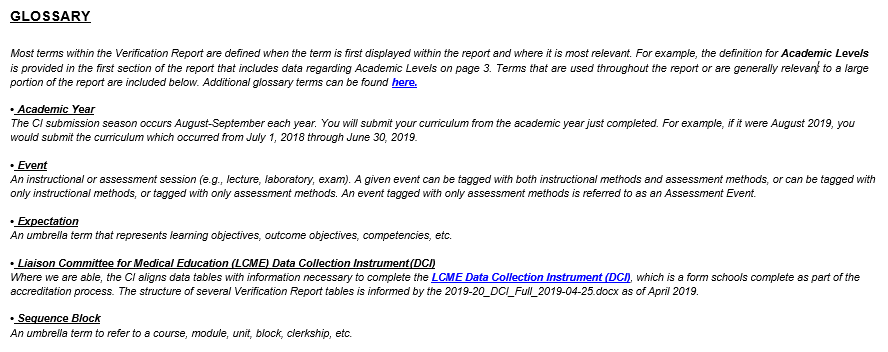 GLOSSARY
Most terms within the Verification Report are defined when the term is first displayed within the report and where it is most relevant. For example, the definition for Academic Levels
is provided in the first section of the report that includes data regarding Academic Levels on page 3. Terms that are used throughout the report or are generally relevant to a large
portion of the report are included below. Additional glossary terms can be found here.
• Academic Year
The CI submission season occurs August-September each year. You will submit your curriculum from the academic year just completed. For example, if it were August 2019, you
would submit the curriculum which occurred from July 1, 2018 through June 30, 2019.
• Event
An instructional or assessment session (e.g., lecture, laboratory, exam). A given event can be tagged with both instructional methods and assessment methods, or can be tagged with
only instructional methods, or tagged with only assessment methods. An event tagged with only assessment methods is referred to as an Assessment Event.
• Expectation
An umbrella term that represents learning objectives, outcome objectives, competencies, etc.
• Liaison Committee for Medical Education (LCME) Data Collection Instrument(DCI)
Where we are able, the CI aligns data tables with information necessary to complete the LCME Data Collection Instrument (DCI), which is a form schools complete as part of the
accreditation process. The structure of several Verification Report tables is informed by the 2019-20_DCI_Full_2019-04-25.docx as of April 2019.
• Sequence Block
An umbrella term to refer to a course, module, unit, block, clerkship, etc.